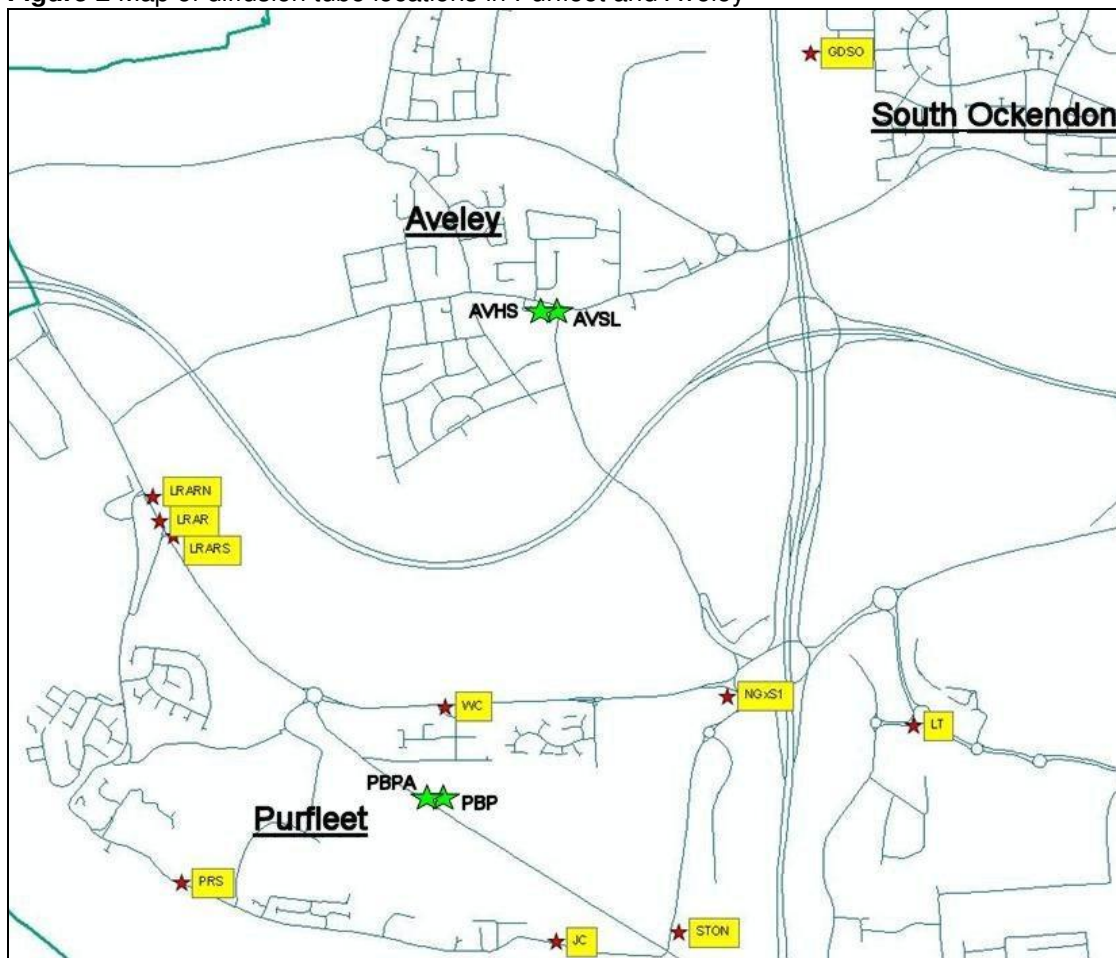 Figure 2 Map of diffusion tube locations in Purfleet and Aveley
GDSO
South Ockendon
Aveley
AVHS
AVSL
LRARN
LRAR
LRARS
NGxS1
WC
LT
PBPA
PBP
Purfleet
PRS
JC
STON